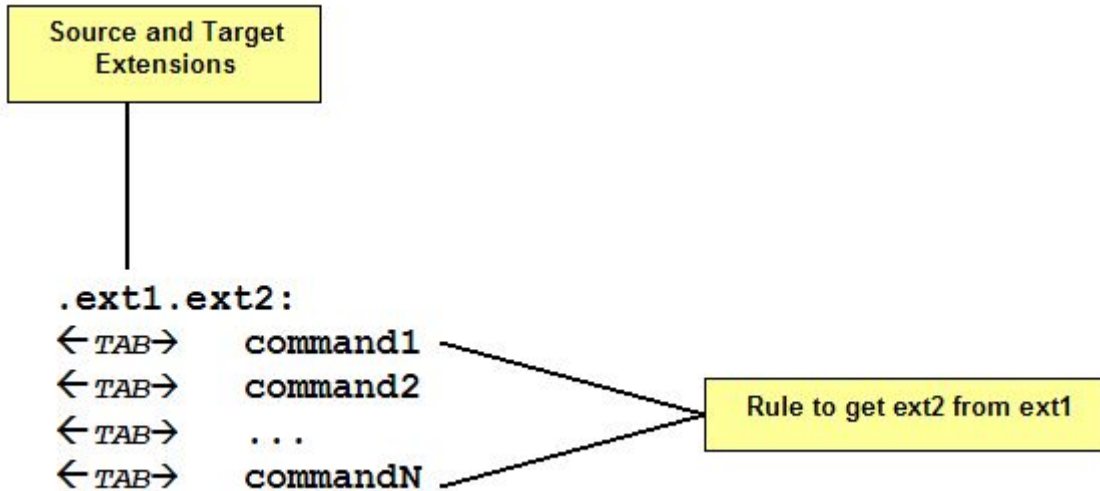 Source and Target
Extensions
.ext1.ext2:
←TAB→ command1
←TAB→ command2
←TAB→ ...
←TAB→ commandN
Rule to get ext2 from ext1